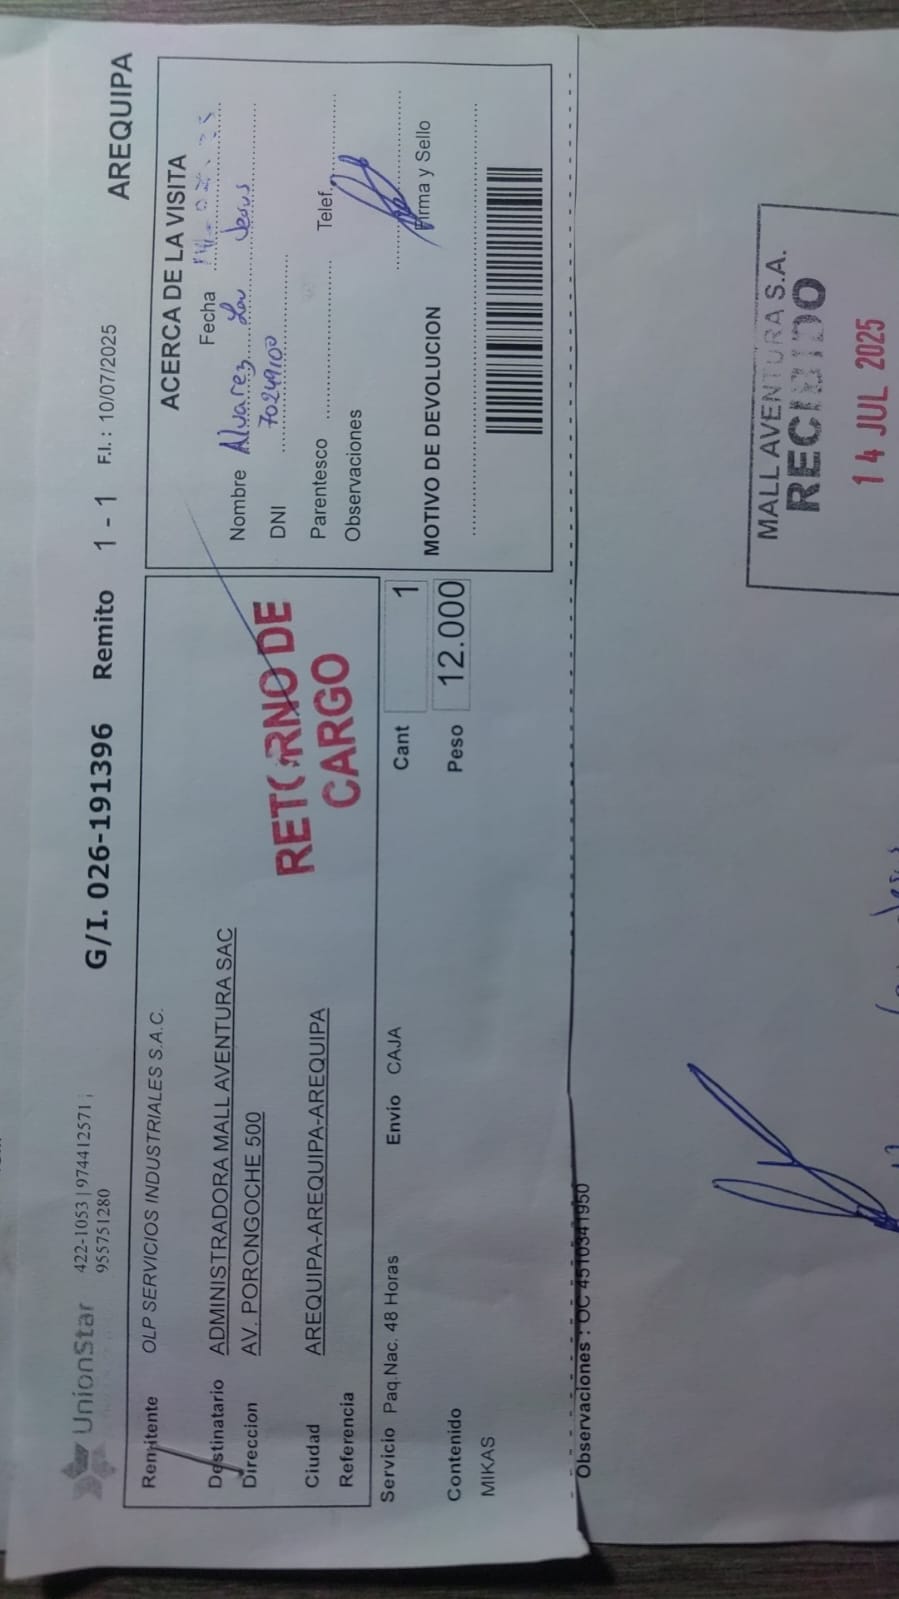 UnionStar 422-1053 | 974412571 ;
955751280
G/I. 026-191396 Remito 1 - 1 F.I. : 10/07/2025 AREQUIPA
Remitente OLP SERVICIOS INDUSTRIALES S.A.C.
Destinatario ADMINISTRADORA MALL AVENTURA SAC
Direccion AV. PORONGOCHE 500
Ciudad AREQUIPA-AREQUIPA-AREQUIPA
Referencia
RETORNO DE
CARGO
Servicio Paq.Nac. 48 Horas Envio CAJA Cant 1
Contenido Peso 12.000
MIKAS
ACERCA DE LA VISITA
Fecha
Nombre Alvarez Jesus
DNI 70249100
Parentesco Telef.
Observaciones
Firma y Sello
MOTIVO DE DEVOLUCION
Observaciones : OC 4510341950
MALL AVENTURA S.A.
RECIBIDO
14 JUL 2025